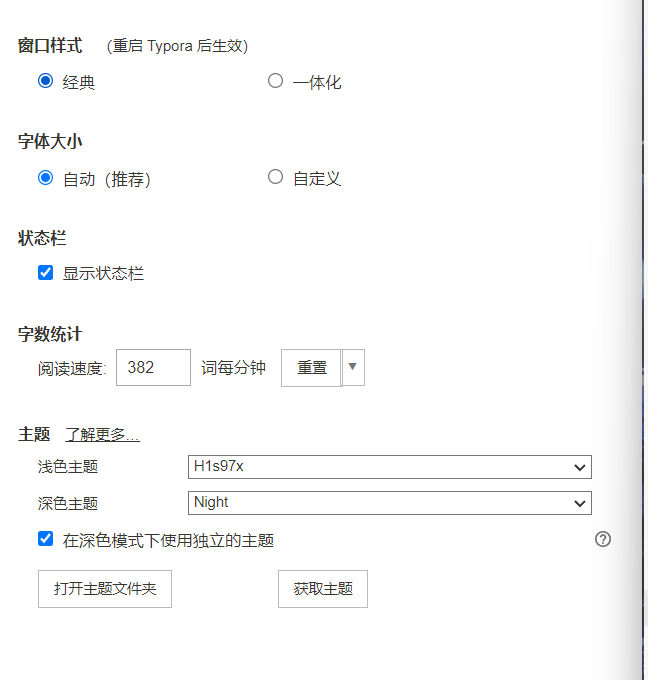 窗口样式 (重启 Typora 后生效)
经典 一体化
字体大小
自动（推荐） 自定义
状态栏
显示状态栏
字数统计
阅读速度: 382 词每分钟 重置
主题 了解更多…
浅色主题 H1s97x
深色主题 Night
在深色模式下使用独立的主题
打开主题文件夹 获取主题